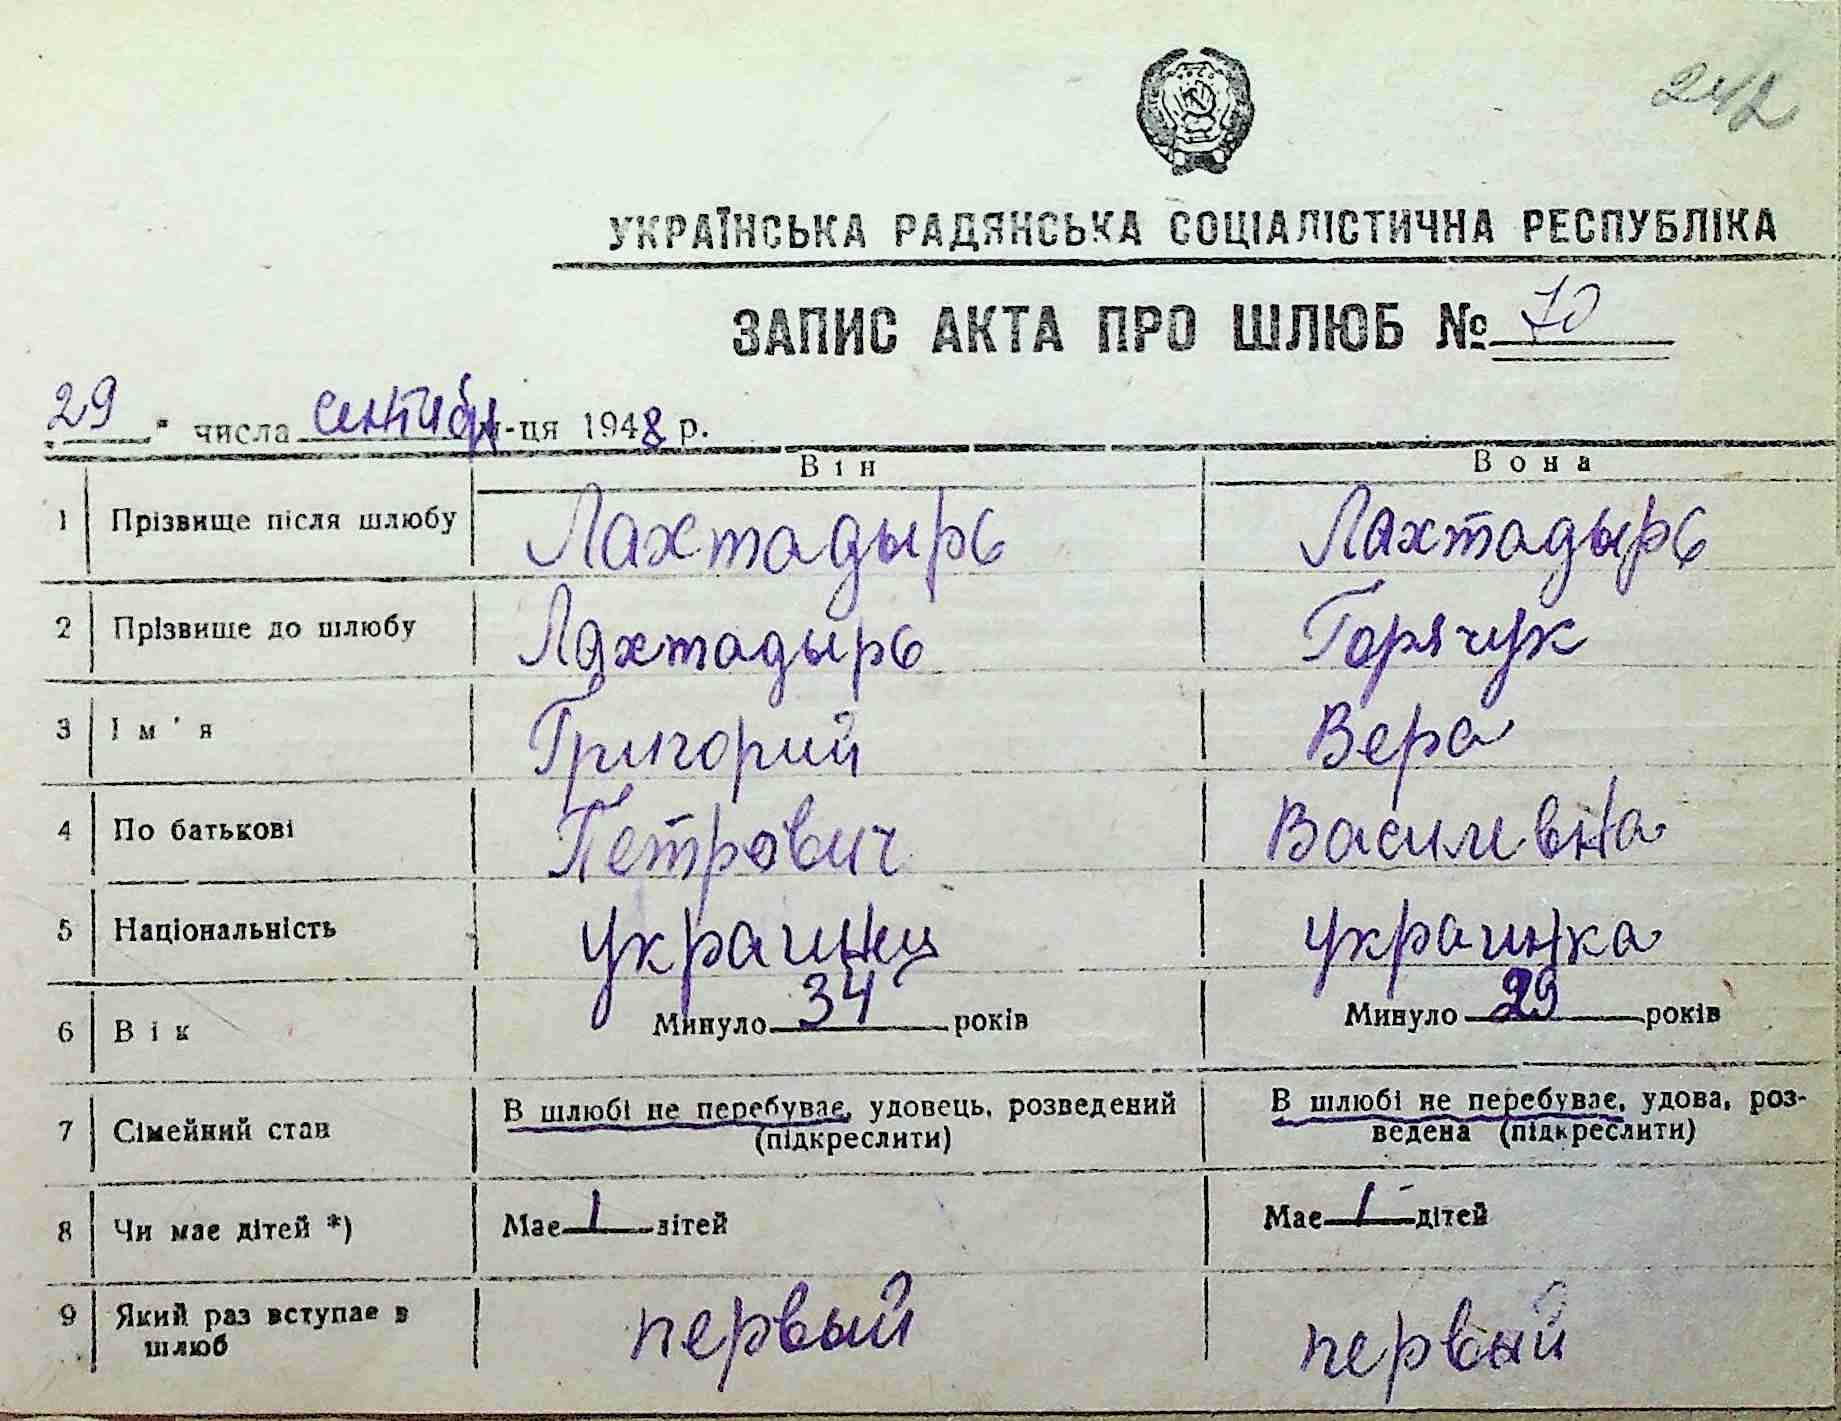 242
УКРАЇНСЬКА РАДЯНСЬКА СОЦІАЛІСТИЧНА РЕСПУБЛІКА
ЗАПИС АКТА ПРО ШЛЮБ № 70
29 " числа сентября м-ця 1948 р.
Він Вона
1 Прізвище після шлюбу Лахтадырь Лахтадырь
2 Прізвище до шлюбу Лахтадырь Горячук
3 Ім'я Григорий Вера
4 По батькові Петрович Василивна
5 Національність украинец украинка
6 Вік Минуло 34 років Минуло 29 років
7 Сімейний стан В шлюбі не перебуває, удовець, розведений (підкреслити) В шлюбі не перебуває, удова, роз-
ведена (підкреслити)
8 Чи має дітей *) Має 1 дітей Має 1 дітей
9 Який раз вступає в шлюб первый первый